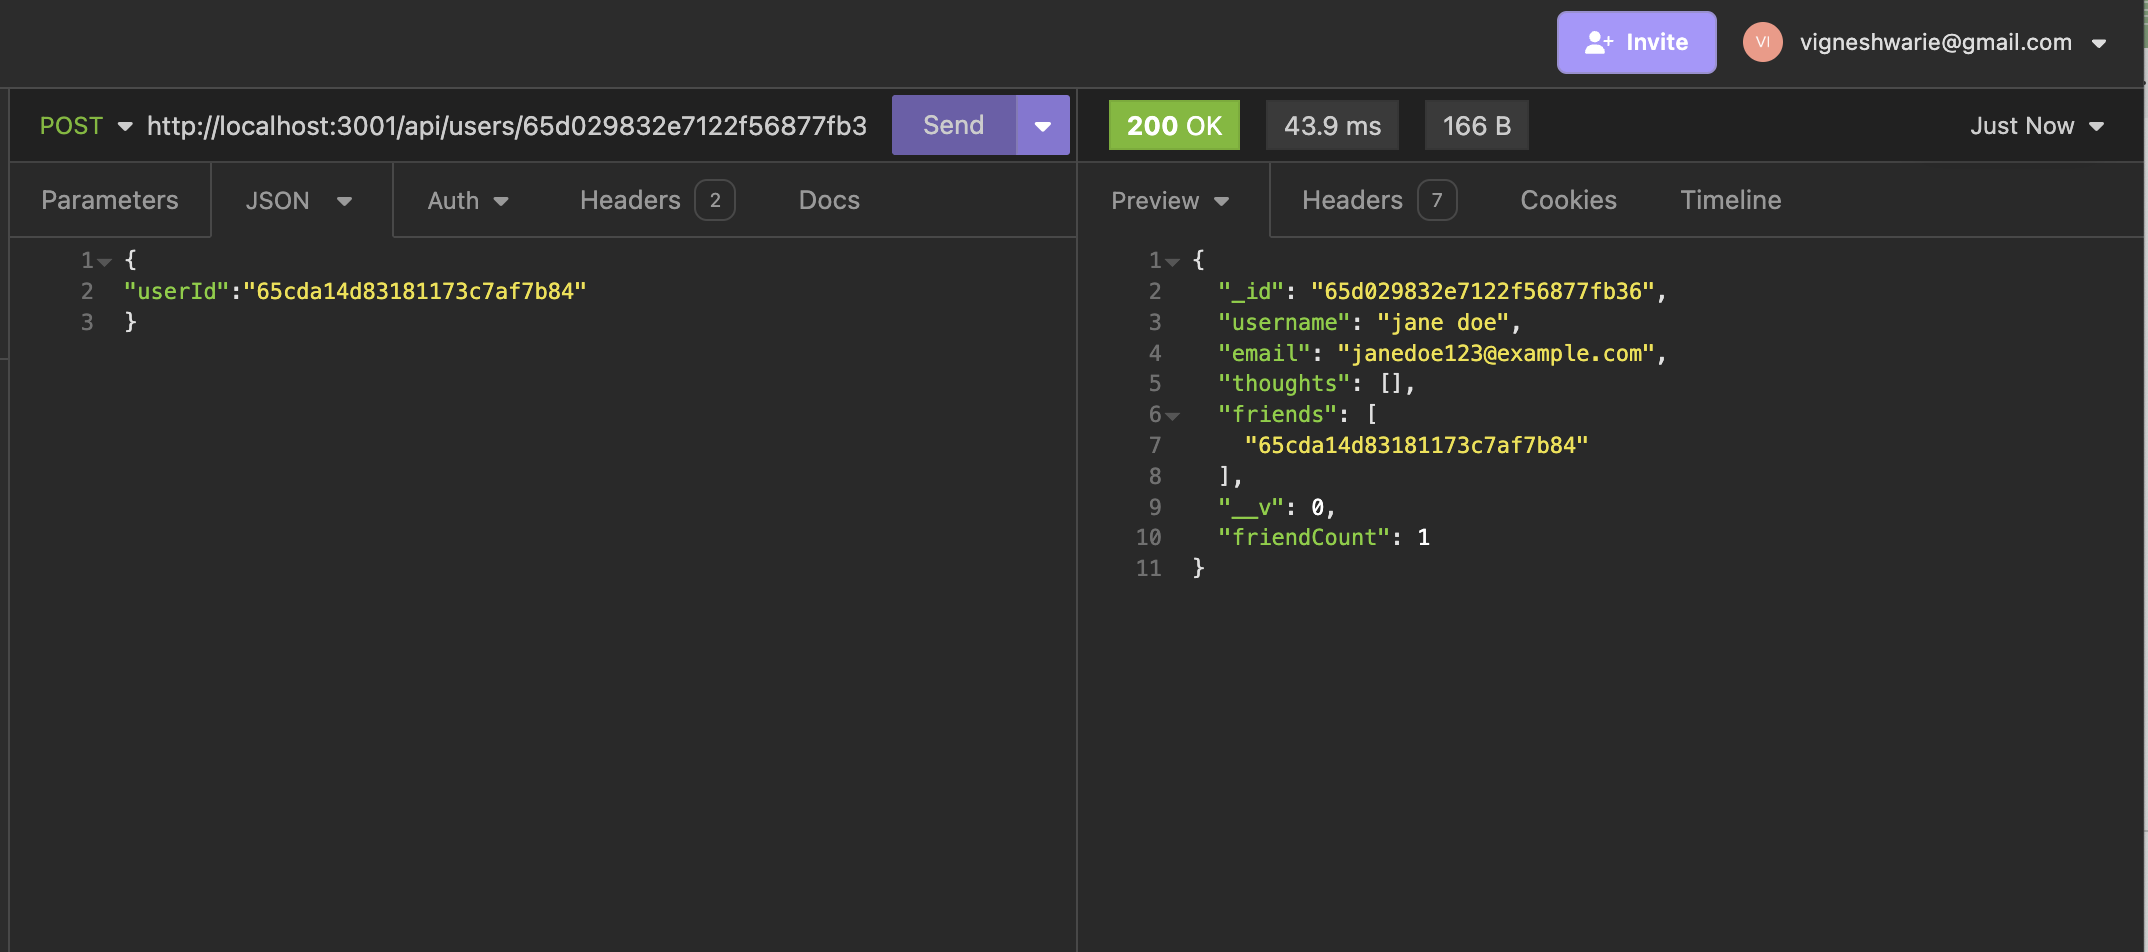 Invite
VI vigneshwarie@gmail.com
POST http://localhost:3001/api/users/65d029832e7122f56877fb3 Send
200 OK 43.9 ms 166 B Just Now
Parameters JSON Auth Headers 2 Docs
Preview Headers 7 Cookies Timeline
1 {
2 "userId":"65cda14d83181173c7af7b84"
3 }
1 {
2 "_id": "65d029832e7122f56877fb36",
3 "username": "jane doe",
4 "email": "janedoe123@example.com",
5 "thoughts": [],
6 "friends": [
7 "65cda14d83181173c7af7b84"
8 ],
9 "__v": 0,
10 "friendCount": 1
11 }